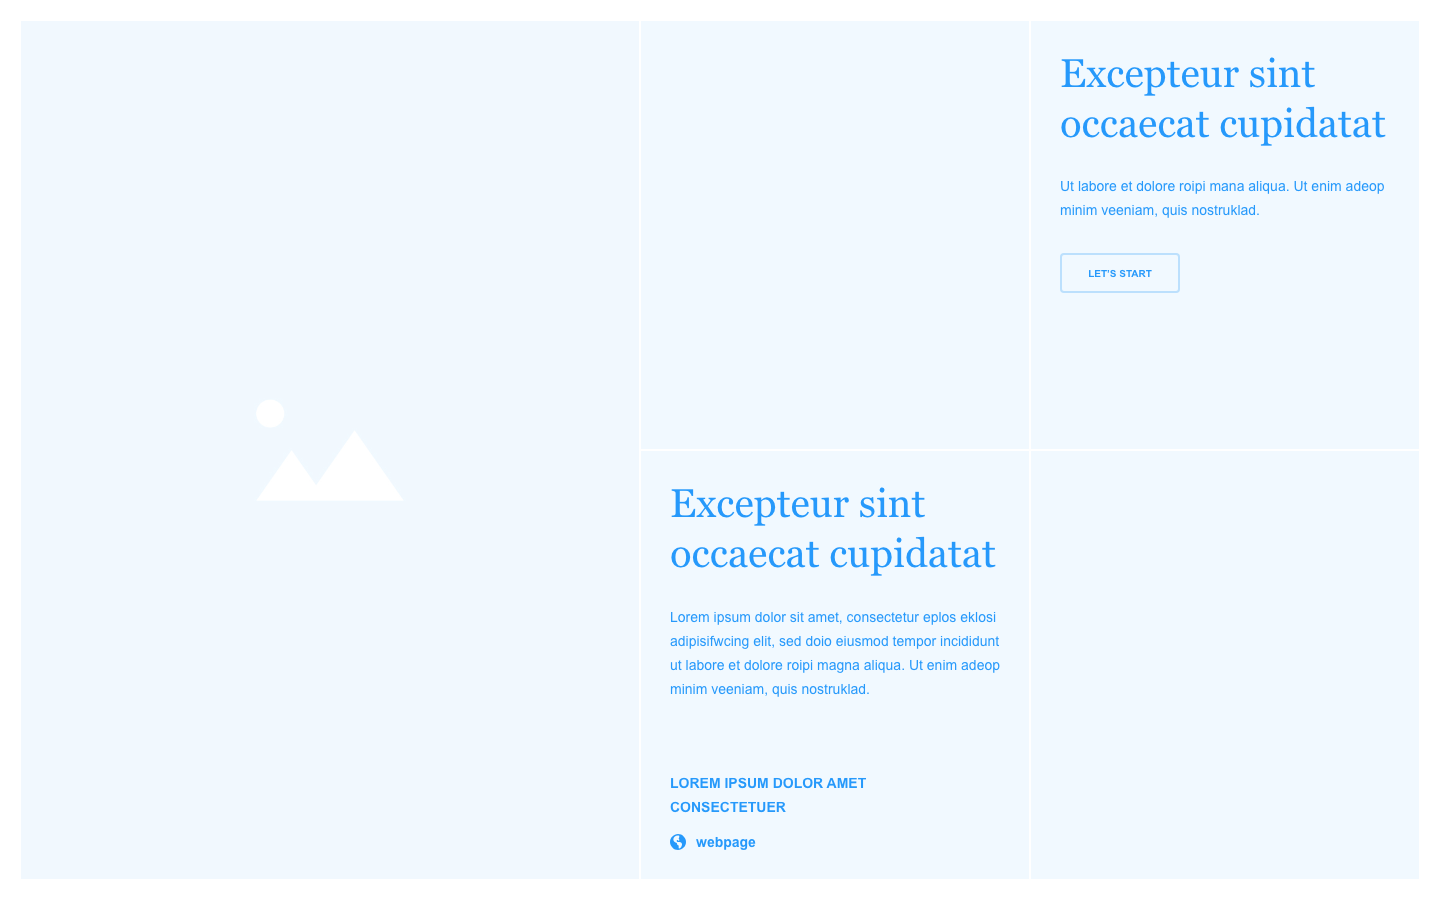 Excepteur sint
occaecat cupidatat
Ut labore et dolore roipi mana aliqua. Ut enim adeop
minim veeniam, quis nostruklad.
LET'S START
Excepteur sint
occaecat cupidatat
Lorem ipsum dolor sit amet, consectetur eplos eklosi
adipisifwcing elit, sed doio eiusmod tempor incididunt
ut labore et dolore roipi magna aliqua. Ut enim adeop
minim veeniam, quis nostruklad.
LOREM IPSUM DOLOR AMET
CONSECTETUER
webpage